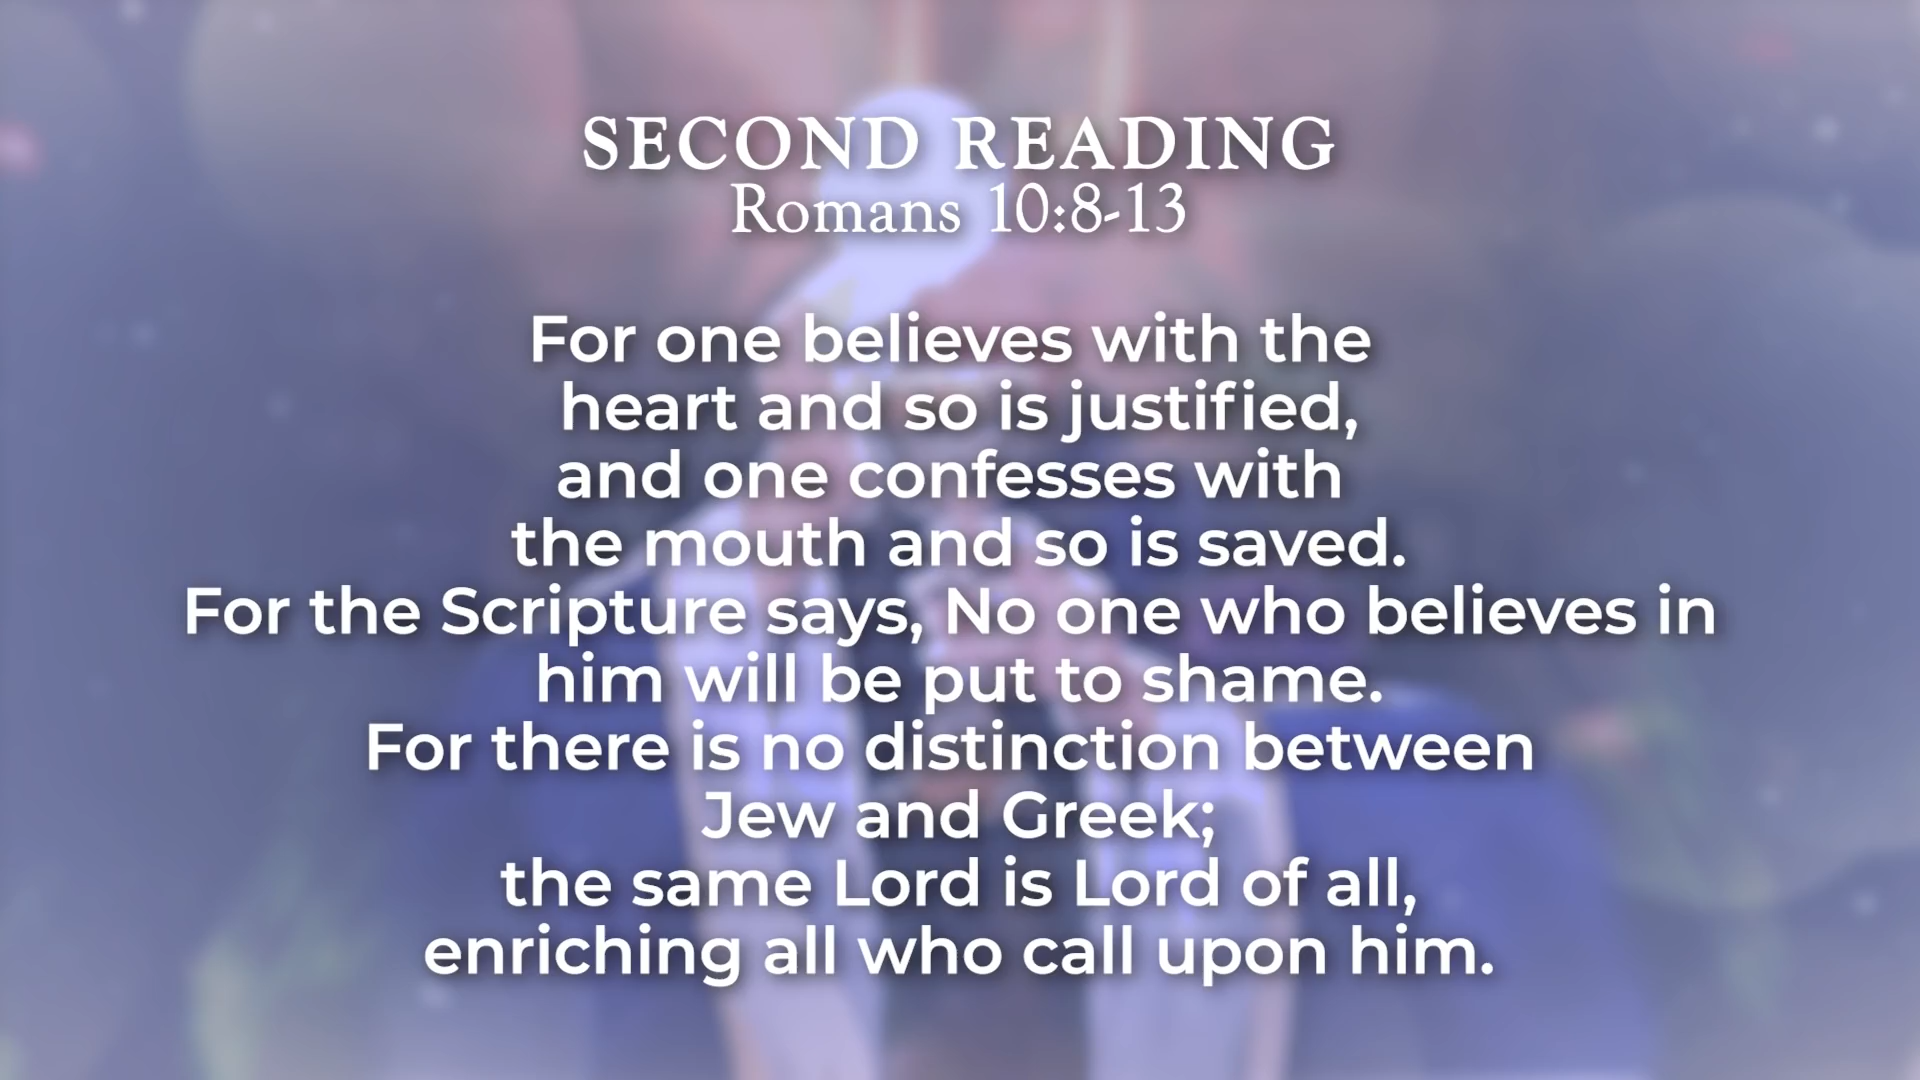 SECOND READING
Romans 10:8-13
For one believes with the
heart and so is justified,
and one confesses with
the mouth and so is saved.
For the Scripture says, No one who believes in
him will be put to shame.
For there is no distinction between
Jew and Greek;
the same Lord is Lord of all,
enriching all who call upon him.